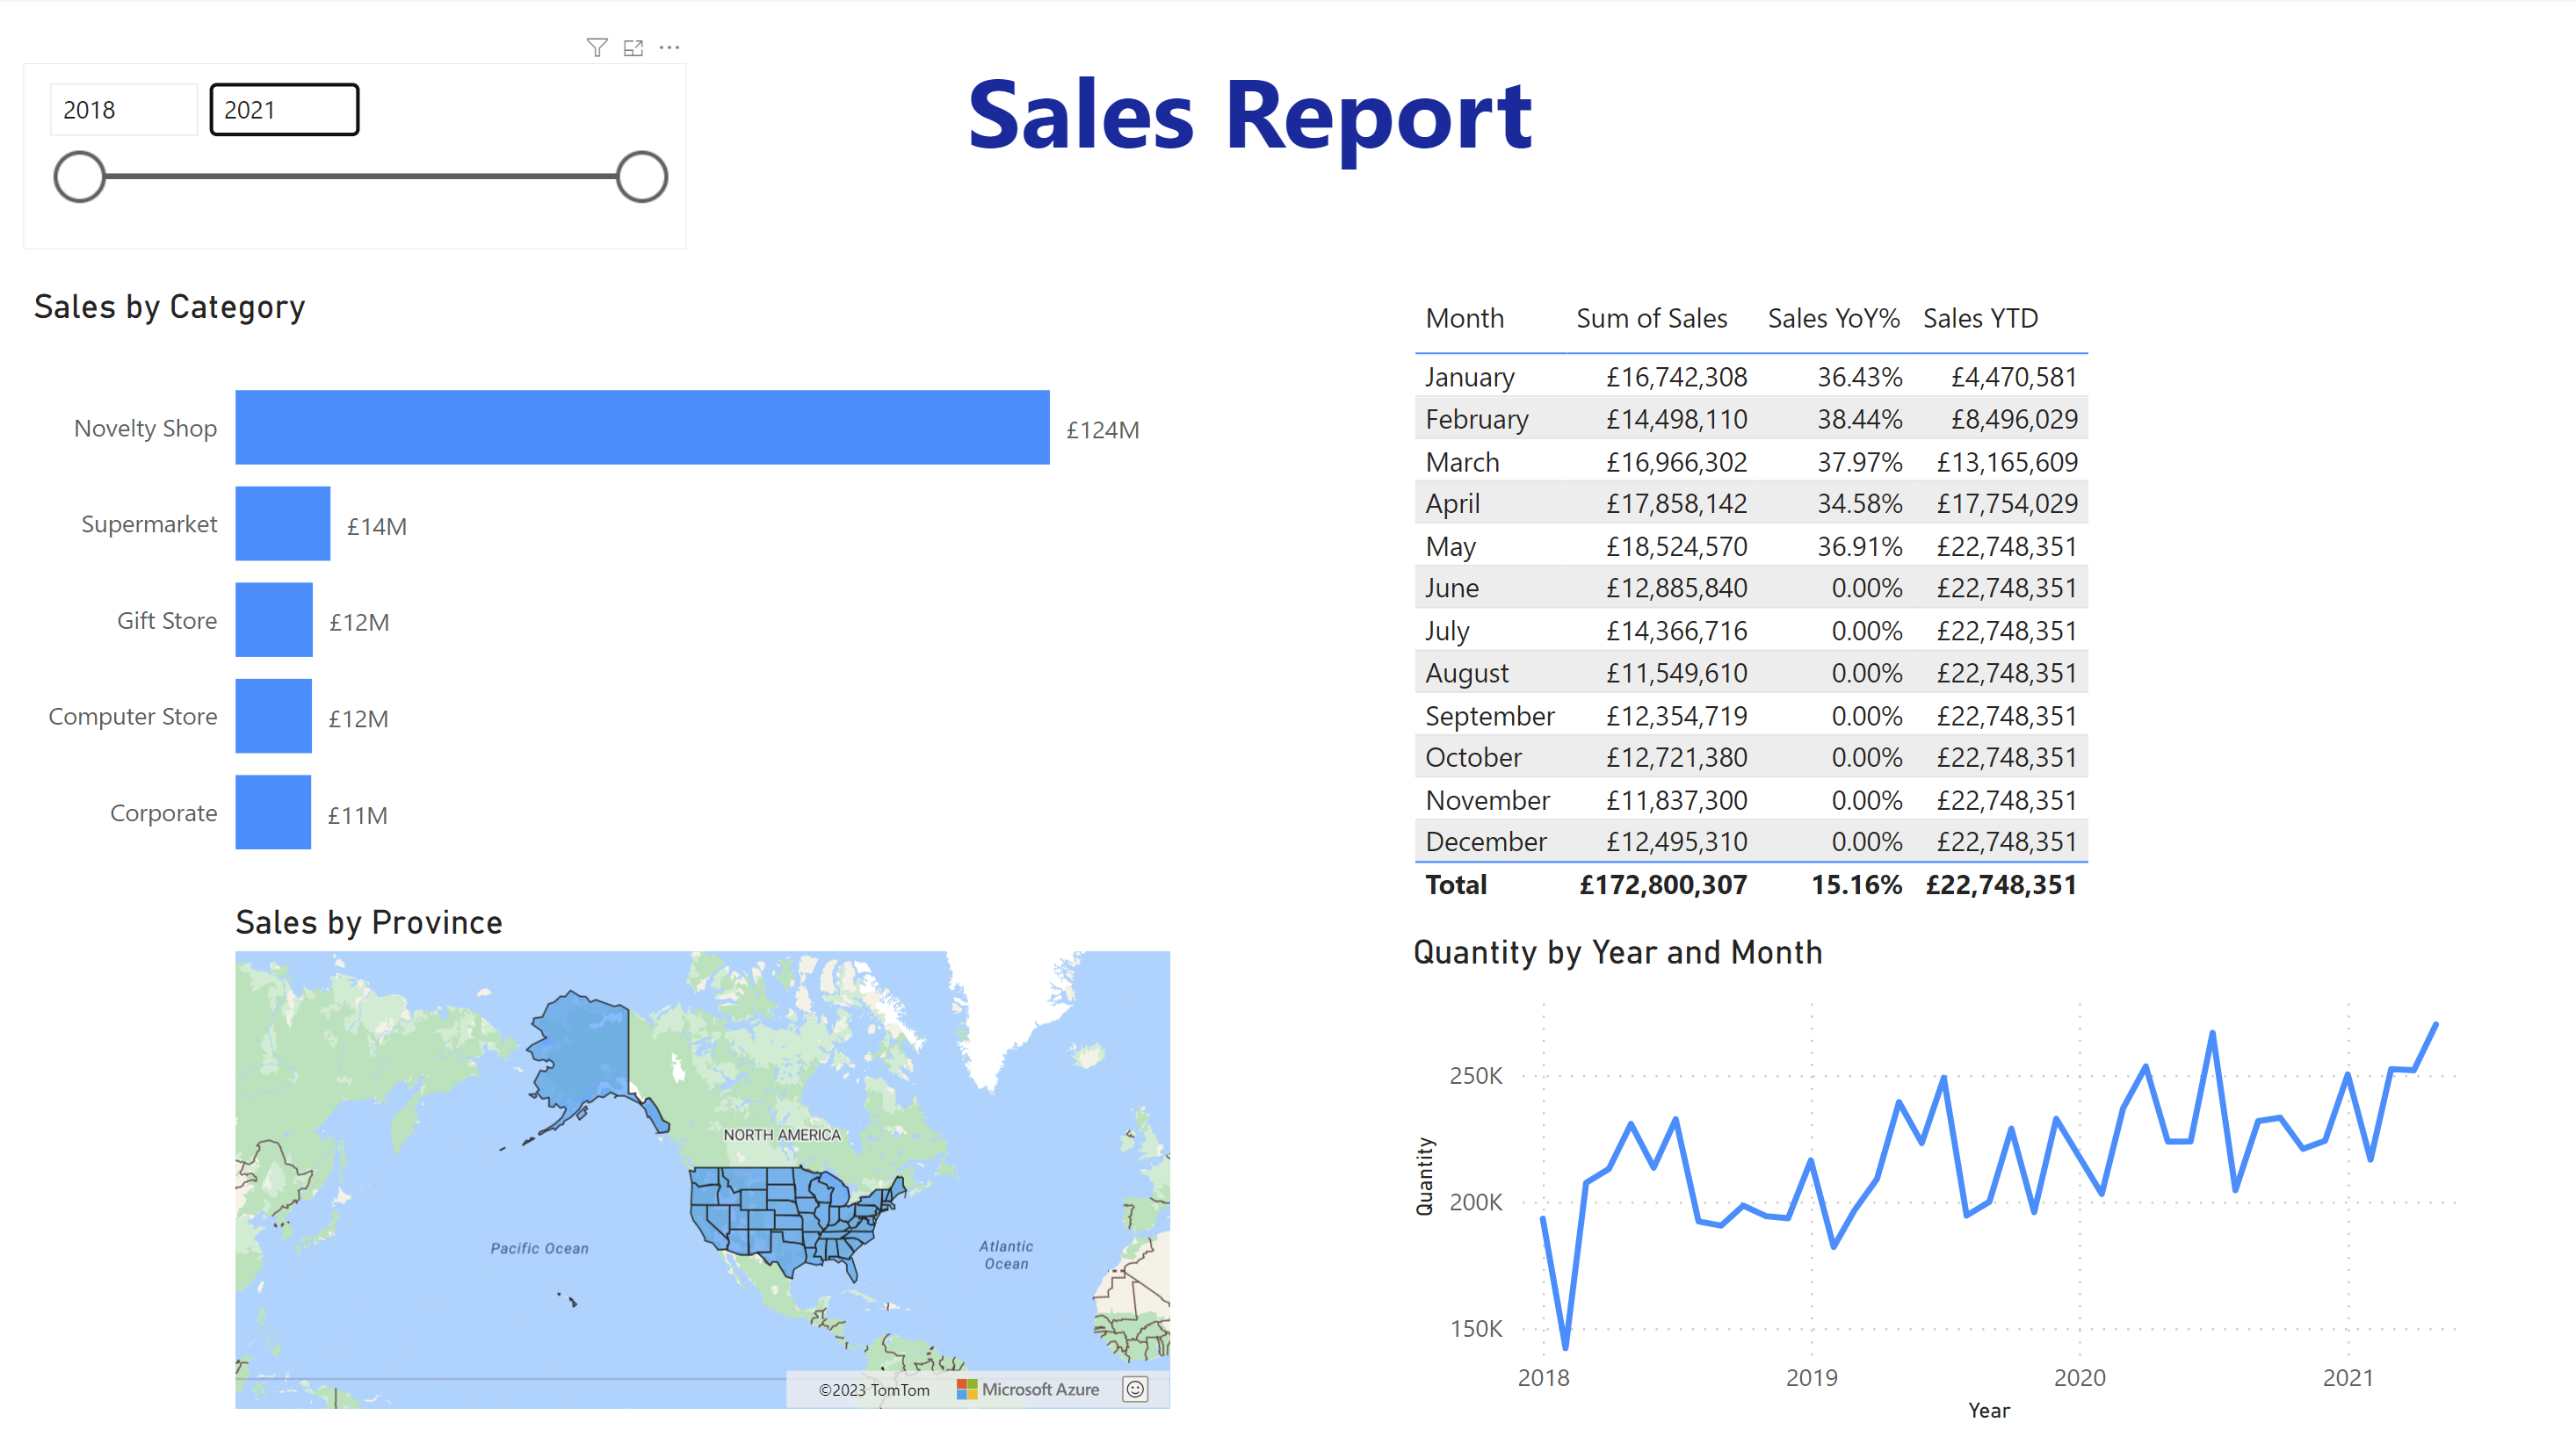 2018 2021
Sales Report
Sales by Category
Novelty Shop £124M
Supermarket £14M
Gift Store £12M
Computer Store £12M
Corporate £11M
Month Sum of Sales Sales YoY% Sales YTD
January £16,742,308 36.43% £4,470,581
February £14,498,110 38.44% £8,496,029
March £16,966,302 37.97% £13,165,609
April £17,858,142 34.58% £17,754,029
May £18,524,570 36.91% £22,748,351
June £12,885,840 0.00% £22,748,351
July £14,366,716 0.00% £22,748,351
August £11,549,610 0.00% £22,748,351
September £12,354,719 0.00% £22,748,351
October £12,721,380 0.00% £22,748,351
November £11,837,300 0.00% £22,748,351
December £12,495,310 0.00% £22,748,351
Total £172,800,307 15.16% £22,748,351
Sales by Province
NORTH AMERICA
Pacific Ocean
Atlantic
Ocean
©2023 TomTom Microsoft Azure
Quantity by Year and Month
Quantity
250K
200K
150K
2018 2019 2020 2021
Year